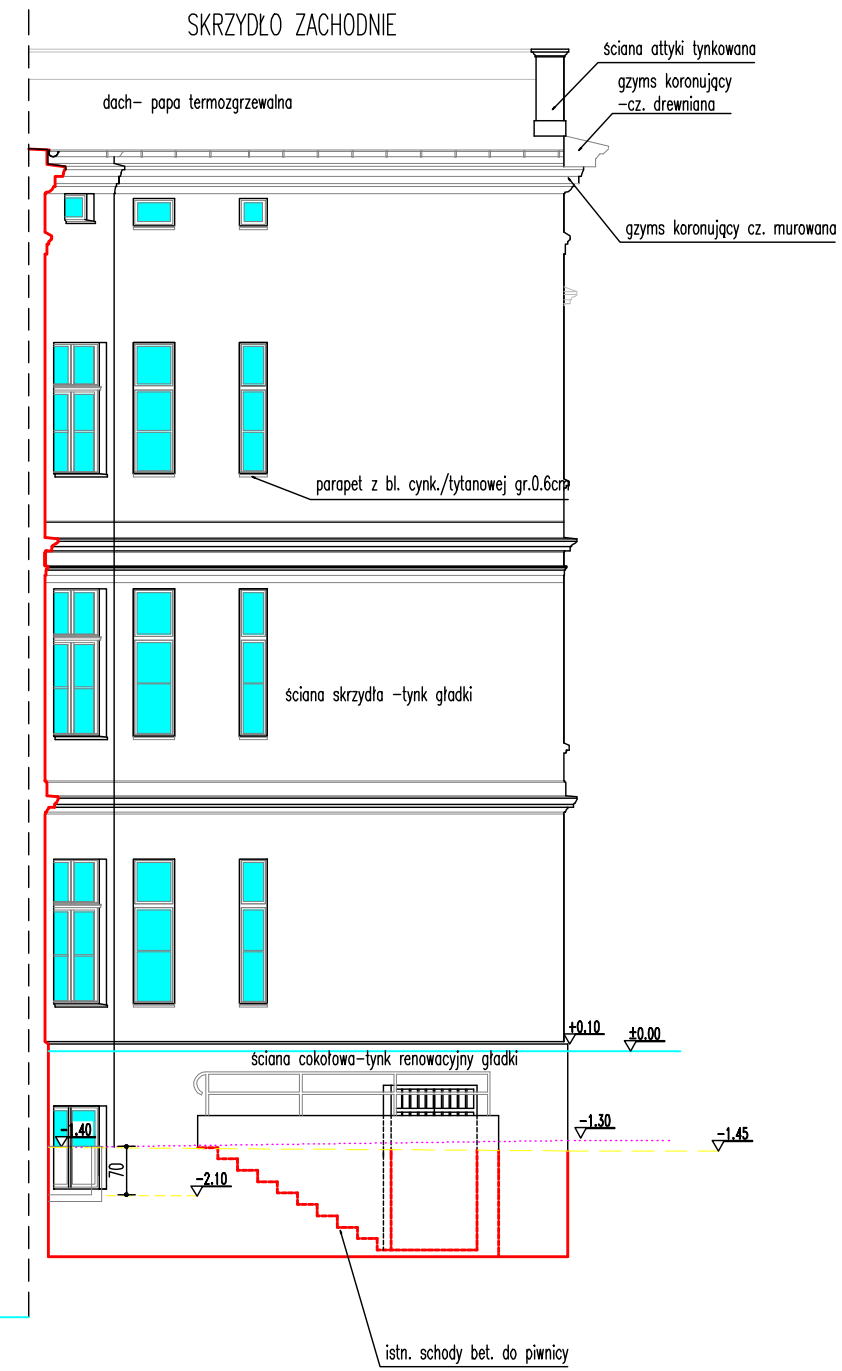 SKRZYDŁO ZACHODNIE
ściana attyki tynkowana
gzyms koronujący
-cz. drewniana
dach- papa termozgrzewalna
gzyms koronujący cz. murowana
parapet z bl. cynk./tytanowej gr.0.6cm
ściana skrzydła -tynk gładki
+0.10
±0.00
ściana cokołowa-tynk renowacyjny gładki
-1.40
-1.30
-1.45
70
-2.10
istn. schody bet. do piwnicy